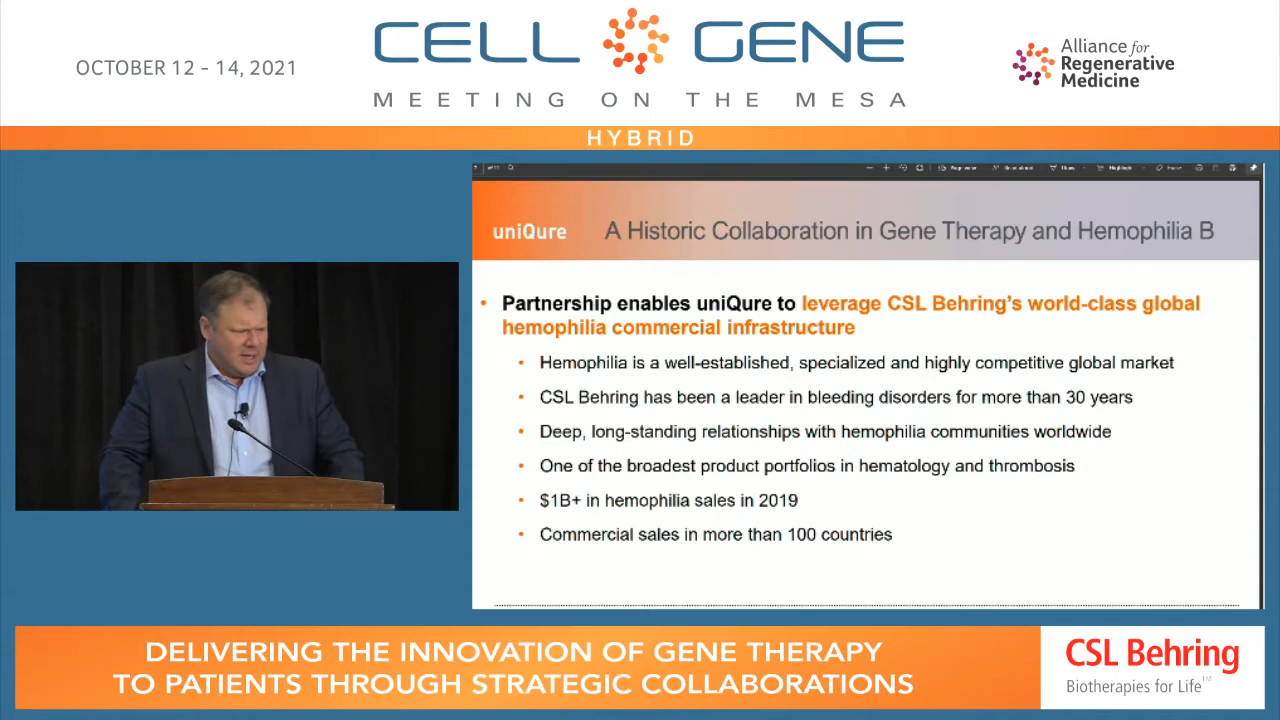 OCTOBER 12 - 14, 2021
CELL GENE
MEETING ON THE MESA
Alliance for
Regenerative
Medicine
HYBRID
uniQure
A Historic Collaboration in Gene Therapy and Hemophilia B
• Partnership enables uniQure to leverage CSL Behring's world-class global
hemophilia commercial infrastructure
• Hemophilia is a well-established, specialized and highly competitive global market
• CSL Behring has been a leader in bleeding disorders for more than 30 years
• Deep, long-standing relationships with hemophilia communities worldwide
• One of the broadest product portfolios in hematology and thrombosis
• $1B+ in hemophilia sales in 2019
• Commercial sales in more than 100 countries
DELIVERING THE INNOVATION OF GENE THERAPY
TO PATIENTS THROUGH STRATEGIC COLLABORATIONS
CSL Behring
Biotherapies for Life™